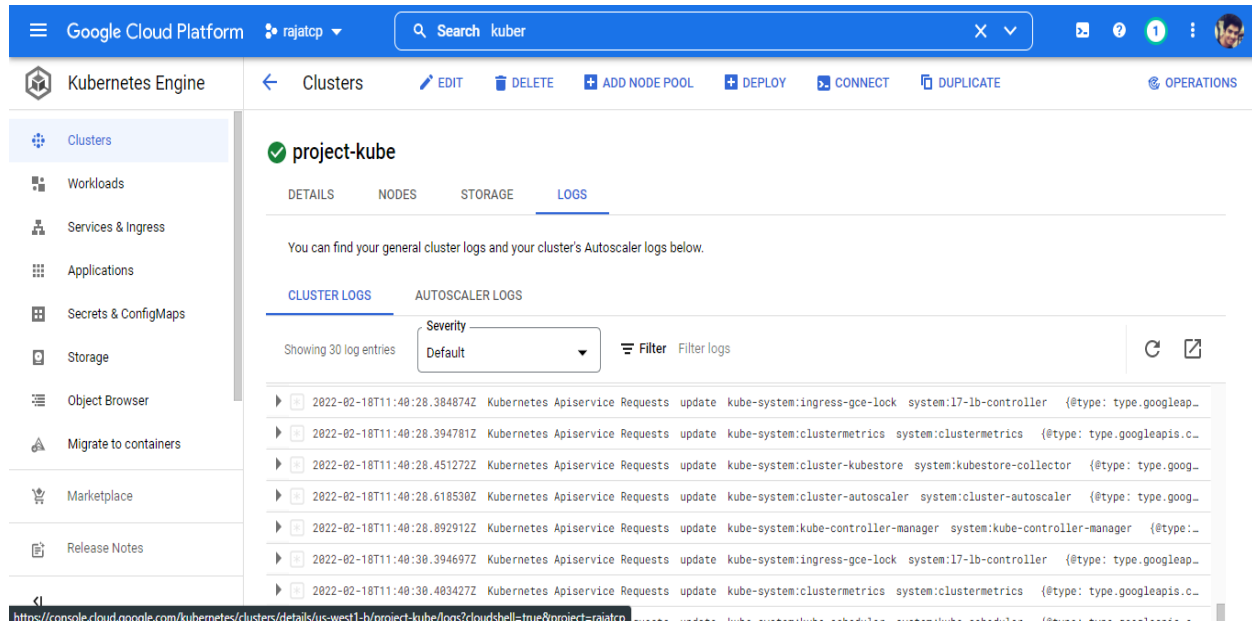 Google Cloud Platform rajatcp Search kuber 1
Kubernetes Engine Clusters EDIT DELETE ADD NODE POOL DEPLOY CONNECT DUPLICATE OPERATIONS
Clusters
Workloads
Services & Ingress
Applications
Secrets & ConfigMaps
Storage
Object Browser
Migrate to containers
Marketplace
Release Notes
project-kube
DETAILS NODES STORAGE LOGS
You can find your general cluster logs and your cluster's Autoscaler logs below.
CLUSTER LOGS AUTOSCALER LOGS
Severity
Showing 30 log entries Default Filter Filter logs
2022-02-18T11:40:28.384874Z Kubernetes Apiservice Requests update kube-system:ingress-gce-lock system:l7-lb-controller {@type: type.googleap…
2022-02-18T11:40:28.394781Z Kubernetes Apiservice Requests update kube-system:clustermetrics system:clustermetrics {@type: type.googleapis.c…
2022-02-18T11:40:28.451272Z Kubernetes Apiservice Requests update kube-system:cluster-kubestore system:kubestore-collector {@type: type.goog…
2022-02-18T11:40:28.618530Z Kubernetes Apiservice Requests update kube-system:cluster-autoscaler system:cluster-autoscaler {@type: type.goog…
2022-02-18T11:40:28.892912Z Kubernetes Apiservice Requests update kube-system:kube-controller-manager system:kube-controller-manager {@type:…
2022-02-18T11:40:30.394697Z Kubernetes Apiservice Requests update kube-system:ingress-gce-lock system:l7-lb-controller {@type: type.googleap…
2022-02-18T11:40:30.403427Z Kubernetes Apiservice Requests update kube-system:clustermetrics system:clustermetrics {@type: type.googleapis.c…
https://console.cloud.google.com/kubernetes/clusters/details/us-west1-b/project-kube/logs?cloudshell=true&project=rajatcp